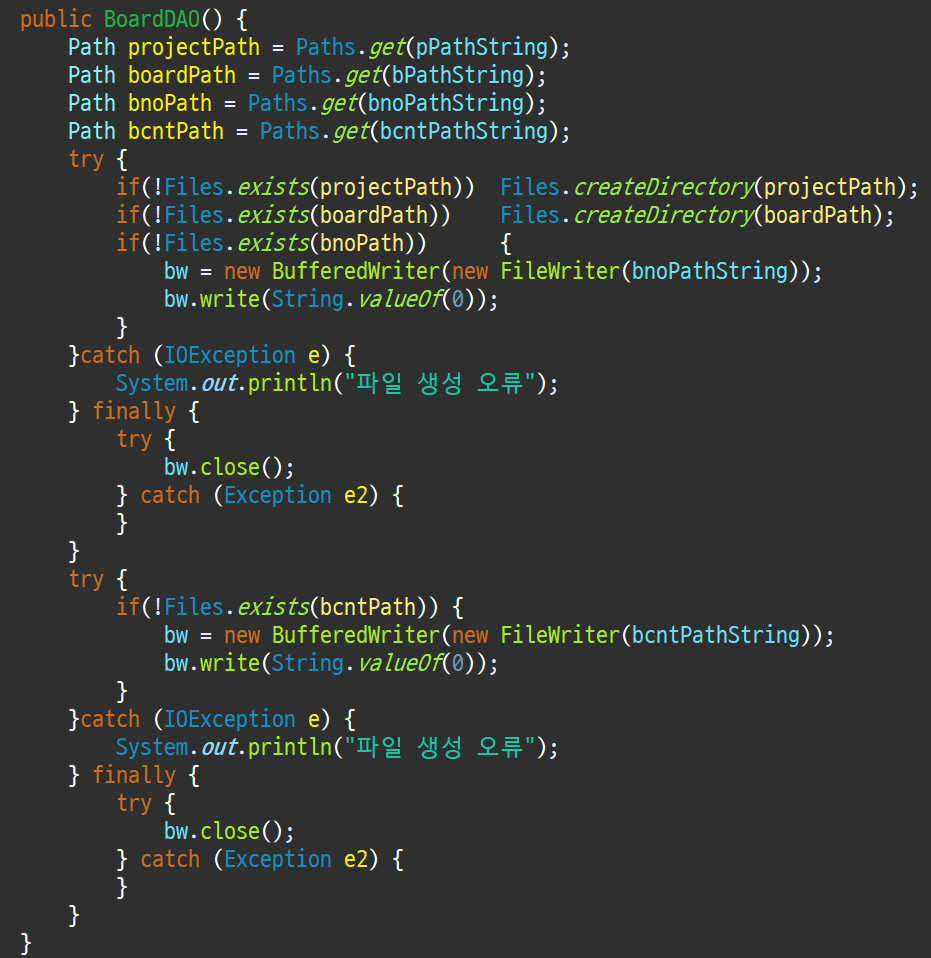 public BoardDAO() {
    Path projectPath = Paths.get(pPathString);
    Path boardPath = Paths.get(bPathString);
    Path bnoPath = Paths.get(bnoPathString);
    Path bcntPath = Paths.get(bcntPathString);
    try {
        if(!Files.exists(projectPath))  Files.createDirectory(projectPath);
        if(!Files.exists(boardPath))    Files.createDirectory(boardPath);
        if(!Files.exists(bnoPath))      {
            bw = new BufferedWriter(new FileWriter(bnoPathString));
            bw.write(String.valueOf(0));
        }
    }catch (IOException e) {
        System.out.println("파일 생성 오류");
    } finally {
        try {
            bw.close();
        } catch (Exception e2) {
        }
    }
    try {
        if(!Files.exists(bcntPath)) {
            bw = new BufferedWriter(new FileWriter(bcntPathString));
            bw.write(String.valueOf(0));
        }
    }catch (IOException e) {
        System.out.println("파일 생성 오류");
    } finally {
        try {
            bw.close();
        } catch (Exception e2) {
        }
    }
}